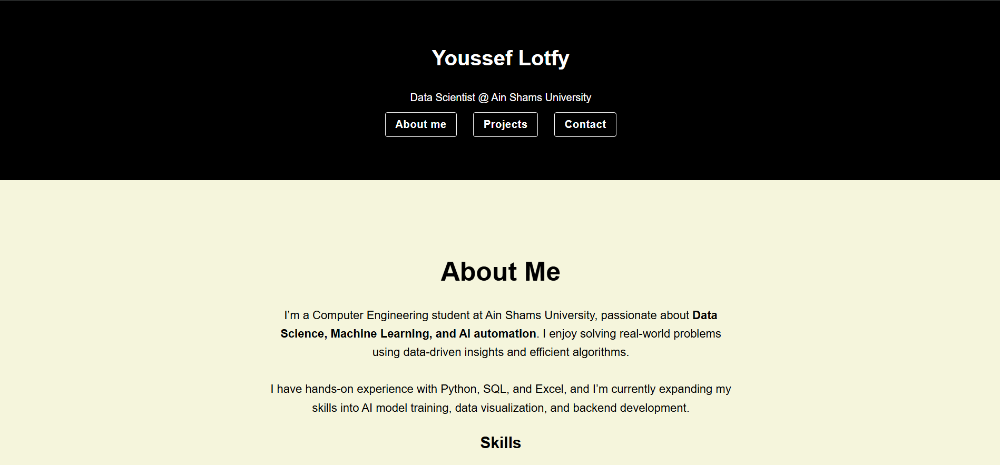 Youssef Lotfy
Data Scientist @ Ain Shams University
About me
Projects
Contact
About Me
I’m a Computer Engineering student at Ain Shams University, passionate about Data
Science, Machine Learning, and AI automation. I enjoy solving real-world problems
using data-driven insights and efficient algorithms.
I have hands-on experience with Python, SQL, and Excel, and I’m currently expanding my
skills into AI model training, data visualization, and backend development.
Skills